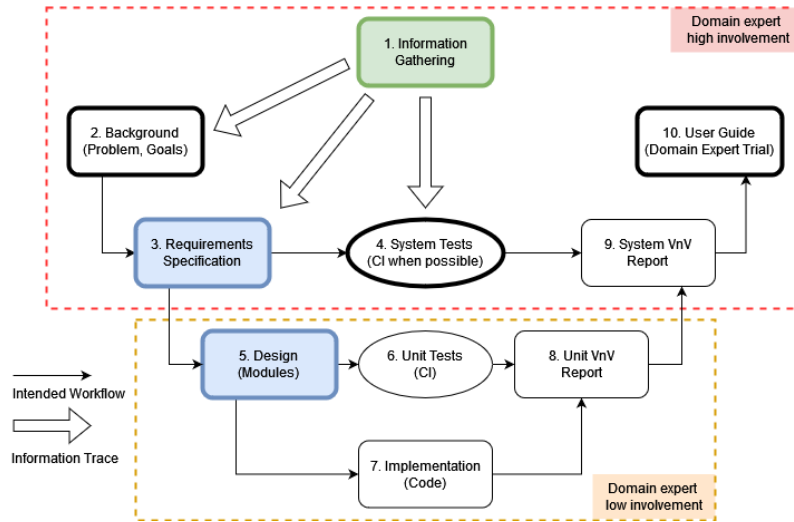 Domain expert
high involvement
1. Information
Gathering
2. Background
(Problem, Goals)
10. User Guide
(Domain Expert Trial)
3. Requirements
Specification
4. System Tests
(CI when possible)
9. System VnV
Report
5. Design
(Modules)
6. Unit Tests
(CI)
8. Unit VnV
Report
Intended Workflow
Information Trace
7. Implementation
(Code)
Domain expert
low involvement